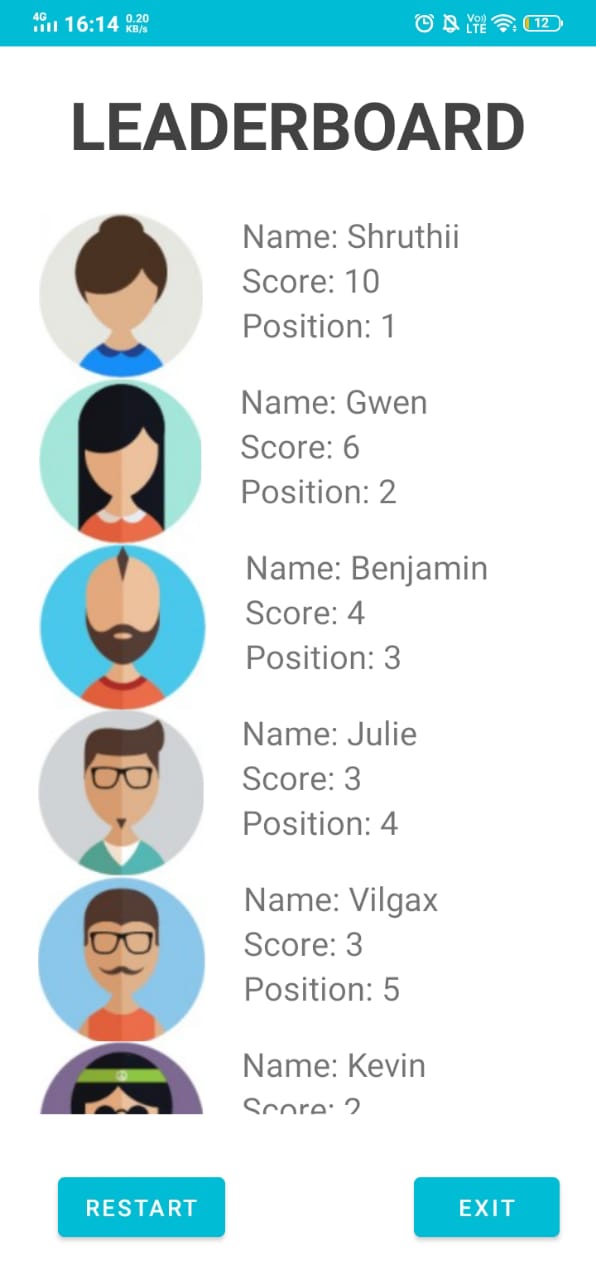 4G 16:14 0.20 KB/s Vo)) LTE 12
LEADERBOARD
Name: Shruthii
Score: 10
Position: 1
Name: Gwen
Score: 6
Position: 2
Name: Benjamin
Score: 4
Position: 3
Name: Julie
Score: 3
Position: 4
Name: Vilgax
Score: 3
Position: 5
Name: Kevin
Score: 2
RESTART EXIT